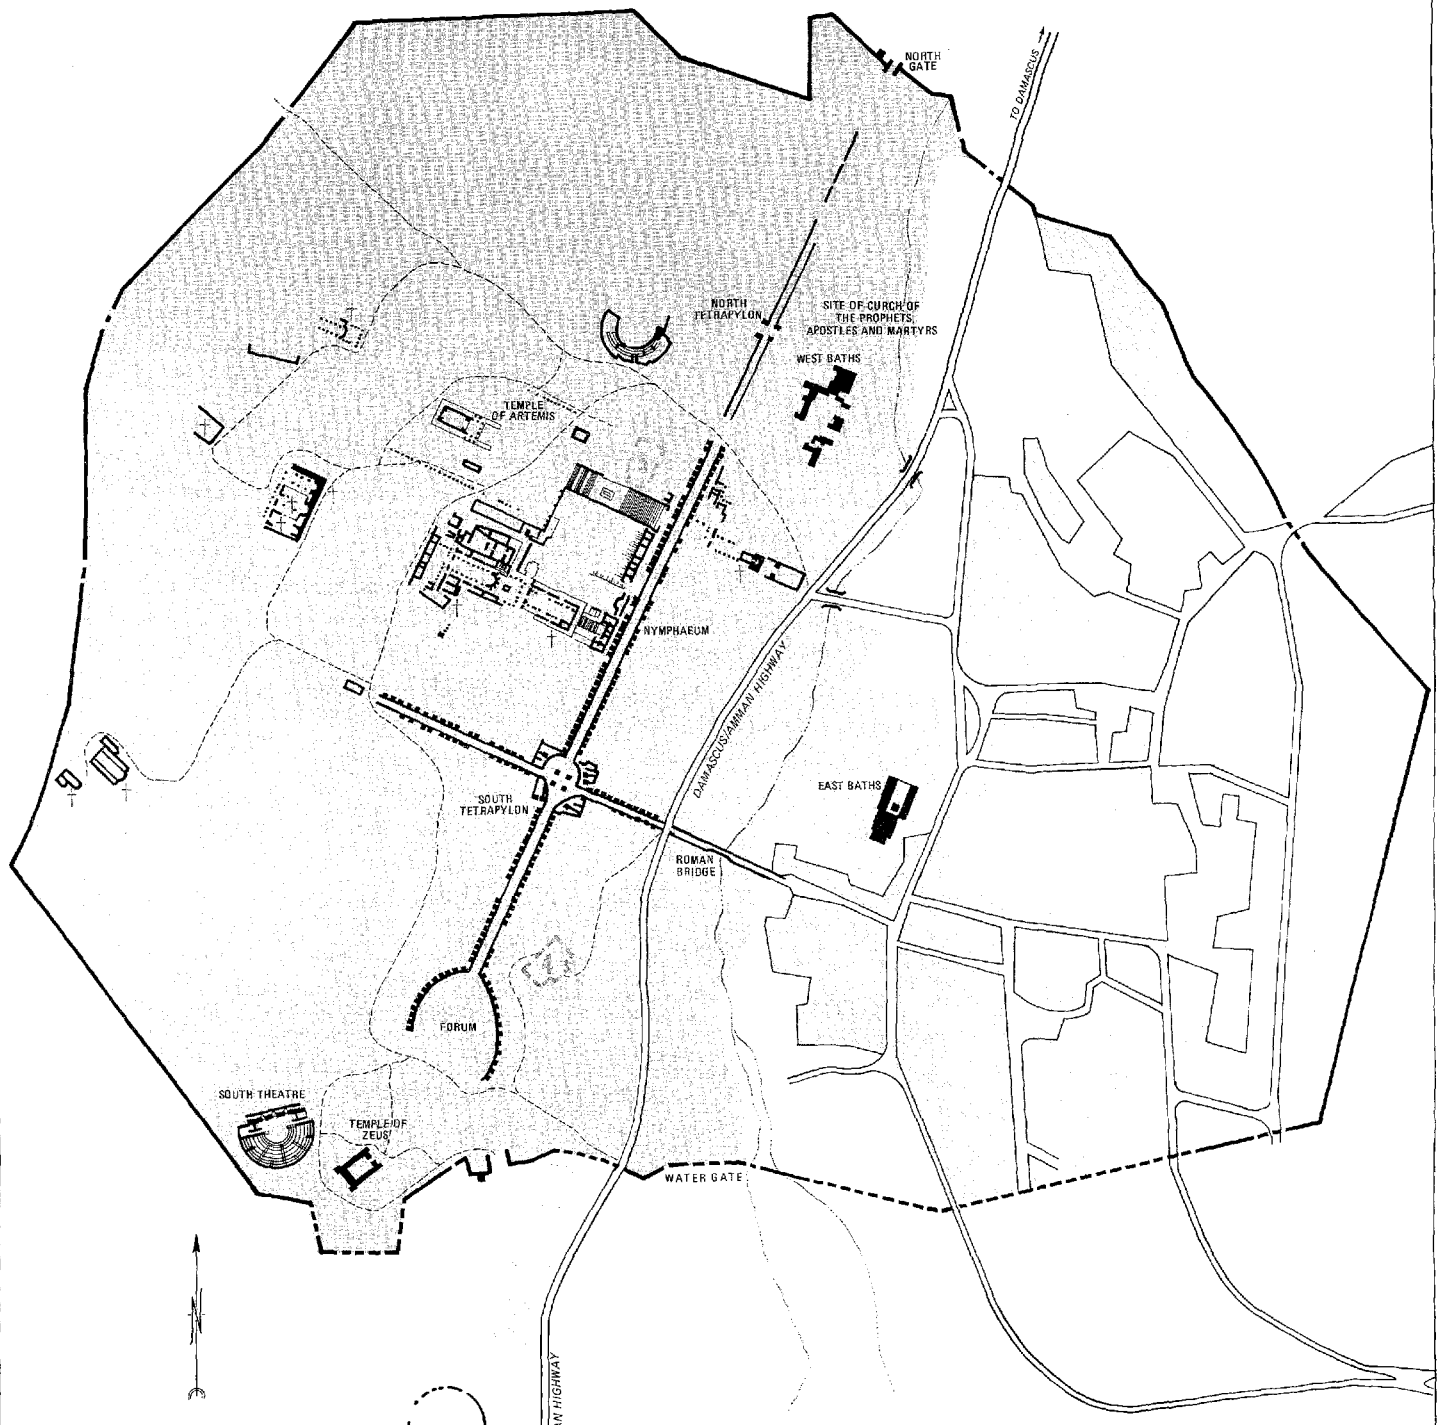 NORTH
GATE
TO DAMASCUS
NORTH
TETRAPYLON
SITE OF CURCH OF
THE PROPHETS,
APOSTLES AND MARTYRS
WEST BATHS
TEMPLE
OF ARTEMIS
NYMPHAEUM
DAMASCUS/AMMAN HIGHWAY
EAST BATHS
SOUTH
TETRAPYLON
ROMAN
BRIDGE
FORUM
SOUTH THEATRE
TEMPLE OF
ZEUS
WATER GATE
N
AN HIGHWAY